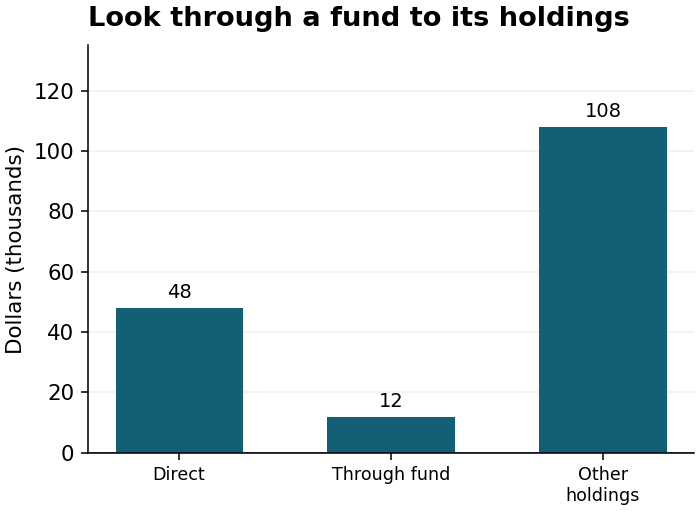 Look through a fund to its holdings
Dollars (thousands)
120
100
80
60
40
20
0
48
12
108
Direct
Through fund
Other
holdings